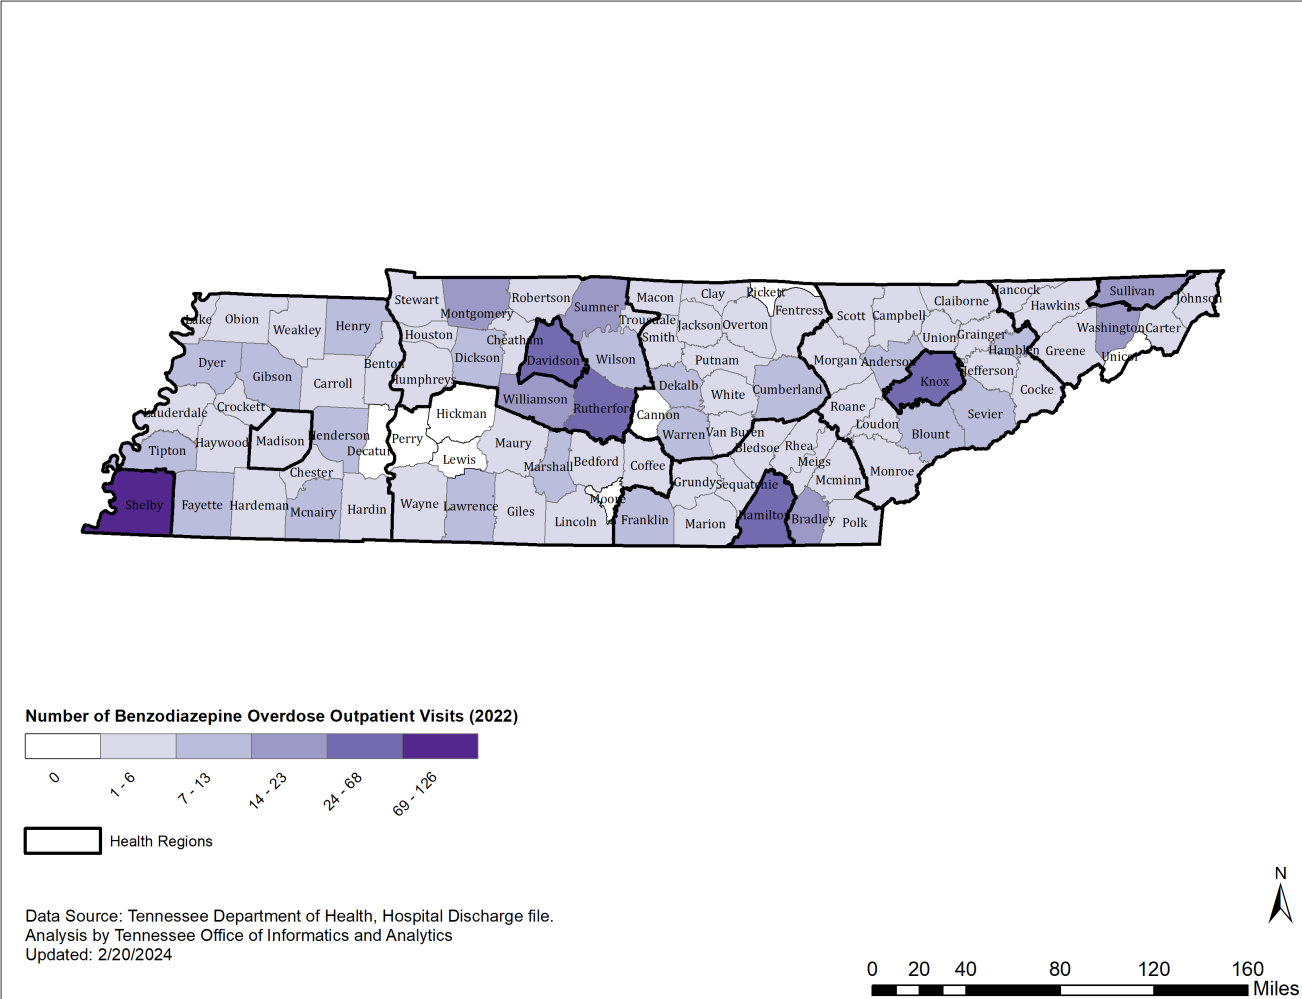 Stewart
Montgomery
Robertson
Sumner
Macon
Clay
Pickett
Fentress
Scott
Campbell
Claiborne
Hancock
Hawkins
Sullivan
Johnson
Lake
Obion
Weakley
Henry
Houston
Cheatham
Trousdale
Smith
Jackson
Overton
Union
Grainger
Hamblen
Greene
Washington
Carter
Unicoi
Dyer
Gibson
Carroll
Benton
Humphreys
Dickson
Davidson
Wilson
Putnam
Morgan
Anderson
Knox
Jefferson
Cocke
Lauderdale
Crockett
Haywood
Madison
Henderson
Decatur
Perry
Hickman
Lewis
Williamson
Rutherford
Cannon
Dekalb
White
Cumberland
Roane
Loudon
Blount
Sevier
Tipton
Chester
Maury
Marshall
Bedford
Coffee
Warren
Van Buren
Bledsoe
Rhea
Meigs
Mcminn
Monroe
Shelby
Fayette
Hardeman
Mcnairy
Hardin
Wayne
Lawrence
Giles
Lincoln
Moore
Franklin
Grundy
Sequatchie
Marion
Hamilton
Bradley
Polk
Number of Benzodiazepine Overdose Outpatient Visits (2022)
0
1 - 6
7 - 13
14 - 23
24 - 68
69 - 126
Health Regions
N
Data Source: Tennessee Department of Health, Hospital Discharge file.
Analysis by Tennessee Office of Informatics and Analytics
Updated: 2/20/2024
0 20 40 80 120 160
Miles